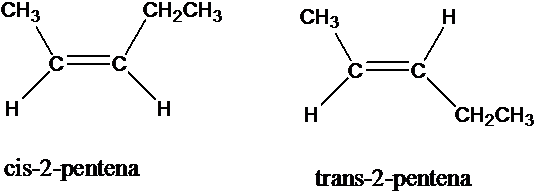 CH₃ CH₂CH₃
C C
H H
cis-2-pentena
CH₃ H
C C
H CH₂CH₃
trans-2-pentena